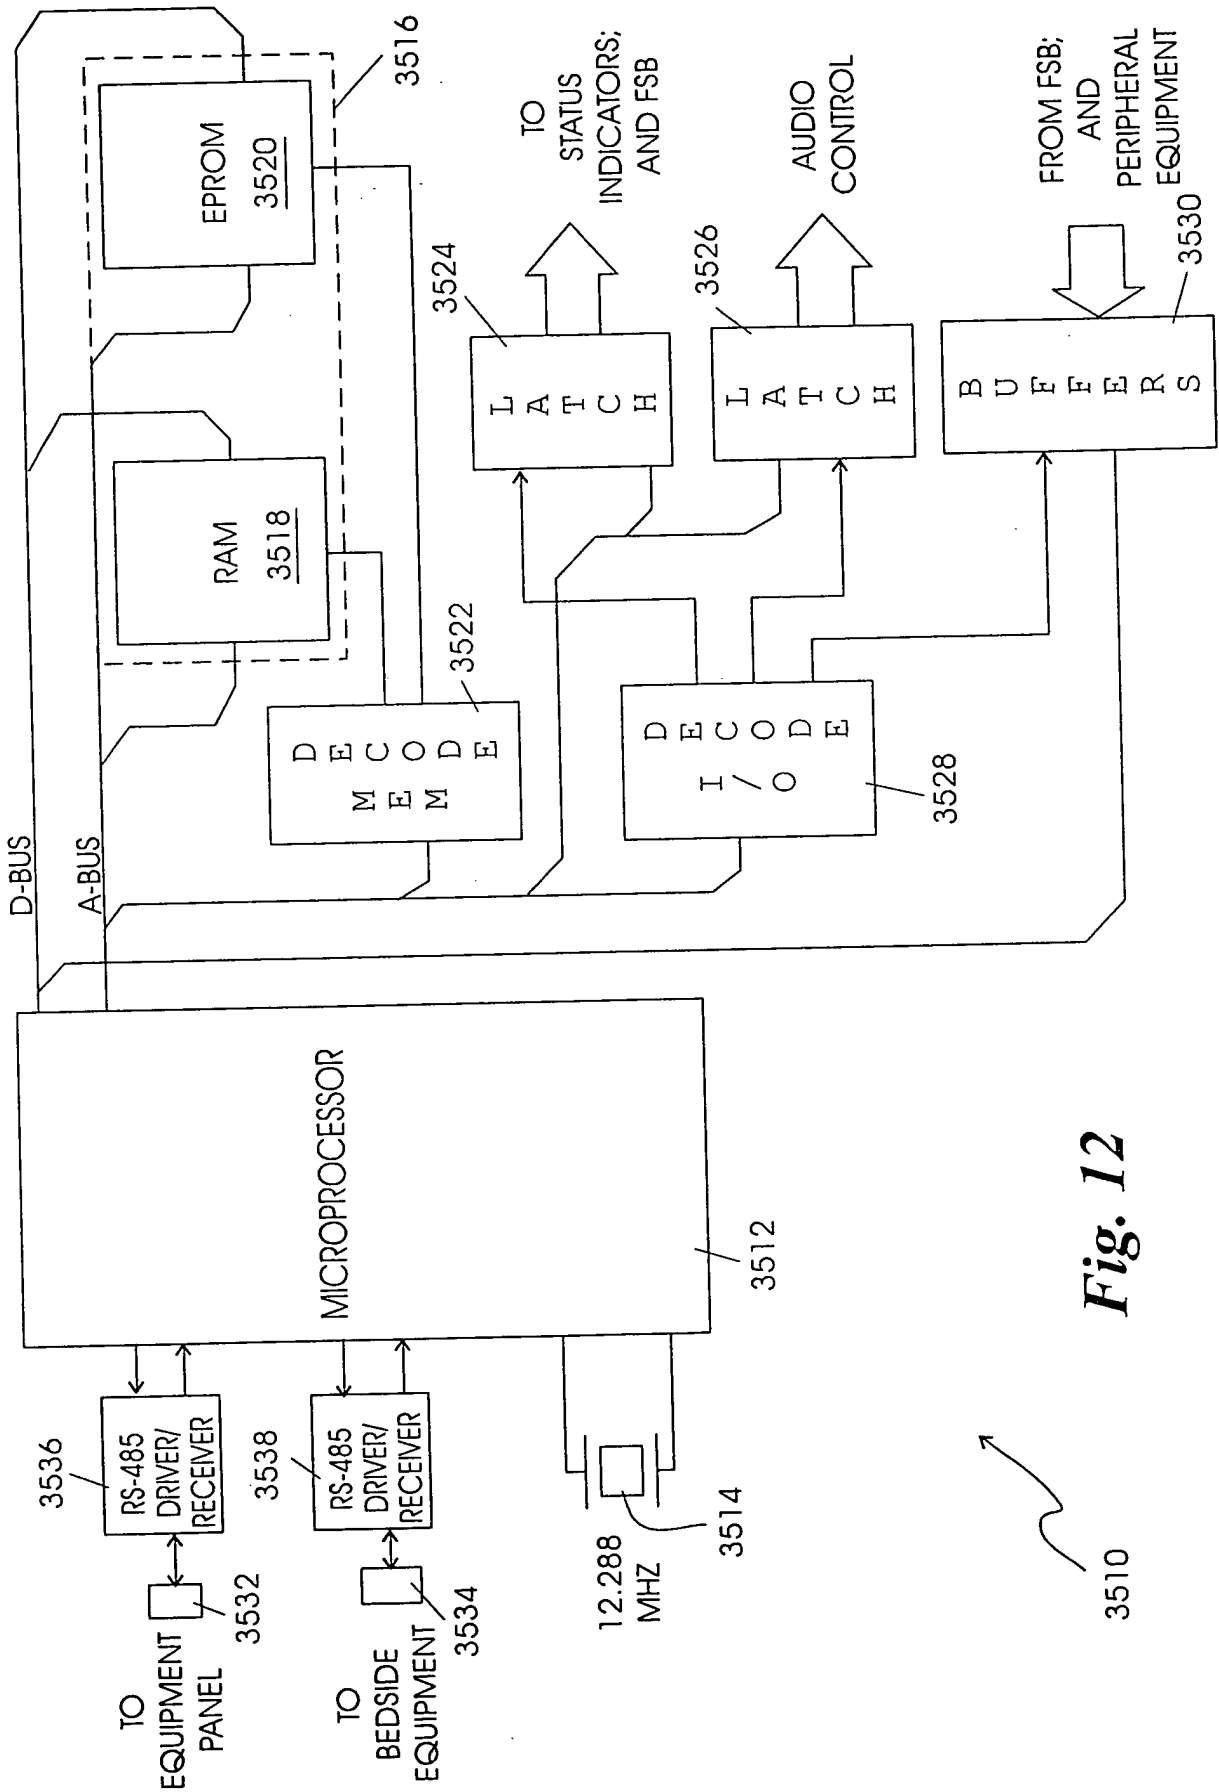 D-BUS
A-BUS
EPROM
3520
3516
RAM
3518
MEM
DECODE
3522
LATCH
3524
TO
STATUS
INDICATORS;
AND FSB
LATCH
3526
AUDIO
CONTROL
I/O
DECODE
3528
BUFFERS
3530
FROM FSB;
AND
PERIPHERAL
EQUIPMENT
MICROPROCESSOR
3512
3536
RS-485
DRIVER/
RECEIVER
3532
TO
EQUIPMENT
PANEL
3538
RS-485
DRIVER/
RECEIVER
3534
TO
BEDSIDE
EQUIPMENT
12.288
MHZ
3514
3510
Fig. 12